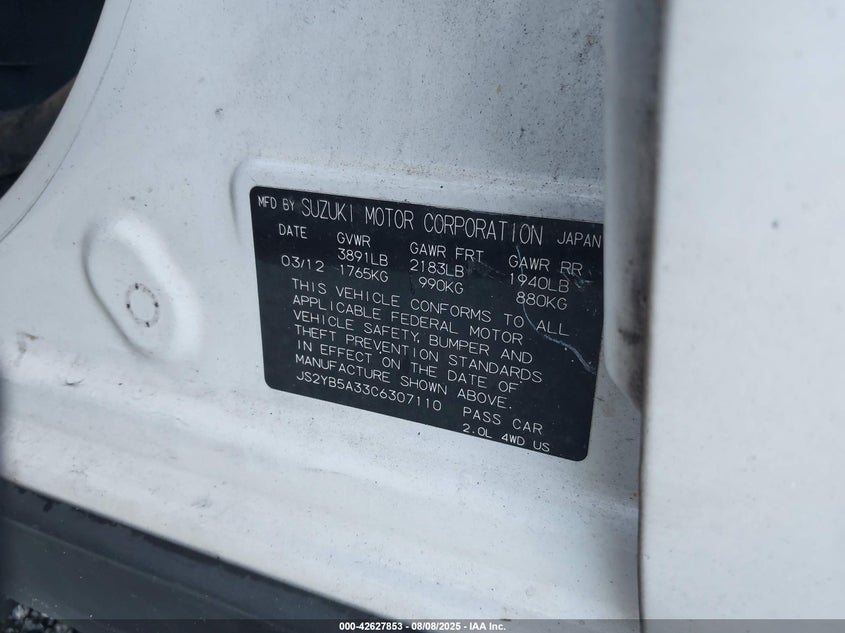 MFD BY SUZUKI MOTOR CORPORATION JAPAN
DATE GVWR GAWR FRT GAWR RR
03/12 3891LB 2183LB 1940LB
1765KG 990KG 880KG
THIS VEHICLE CONFORMS TO ALL
APPLICABLE FEDERAL MOTOR
VEHICLE SAFETY, BUMPER AND
THEFT PREVENTION STANDARDS
IN EFFECT ON THE DATE OF
MANUFACTURE SHOWN ABOVE.
JS2YB5A33C6307110 PASS CAR
2.0L 4WD US
000-42627853 - 08/08/2025 - IAA Inc.